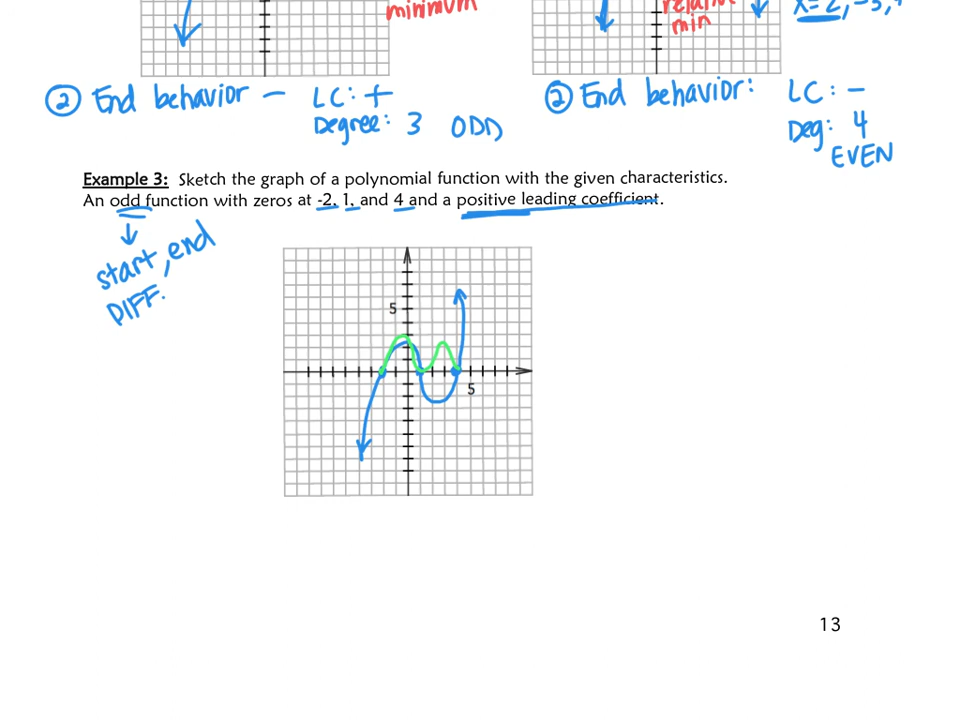 minimum
relative
min
x = 2, -3, 
② End behavior - LC: +
Degree: 3 ODD
② End behavior: LC: -
Deg: 4
EVEN
Example 3: Sketch the graph of a polynomial function with the given characteristics.
An odd function with zeros at -2, 1, and 4 and a positive leading coefficient.
start, end
DIFF.
5
5
13